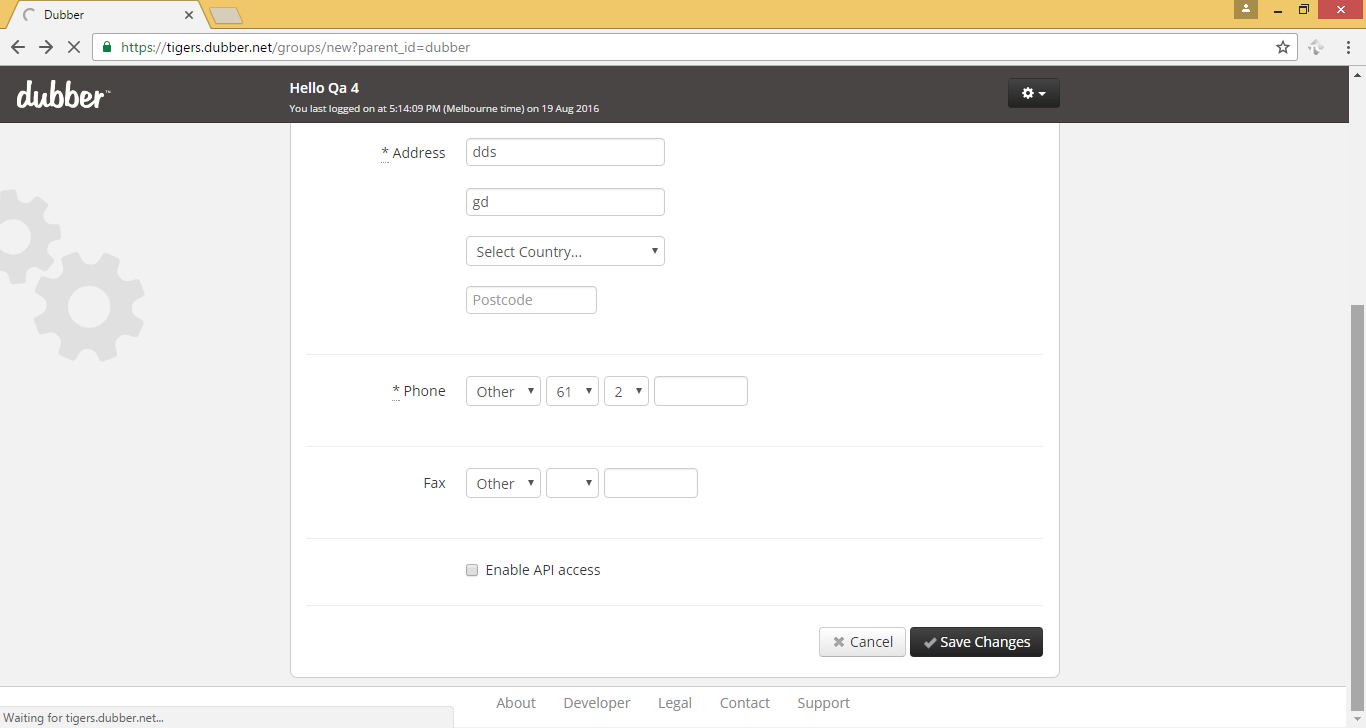 Dubber
https://tigers.dubber.net/groups/new?parent_id=dubber
dubber™
Hello Qa 4
You last logged on at 5:14:09 PM (Melbourne time) on 19 Aug 2016
* Address
dds
gd
Select Country...
Postcode
* Phone Other 61 2
Fax Other
Enable API access
Cancel Save Changes
About Developer Legal Contact Support
Waiting for tigers.dubber.net...